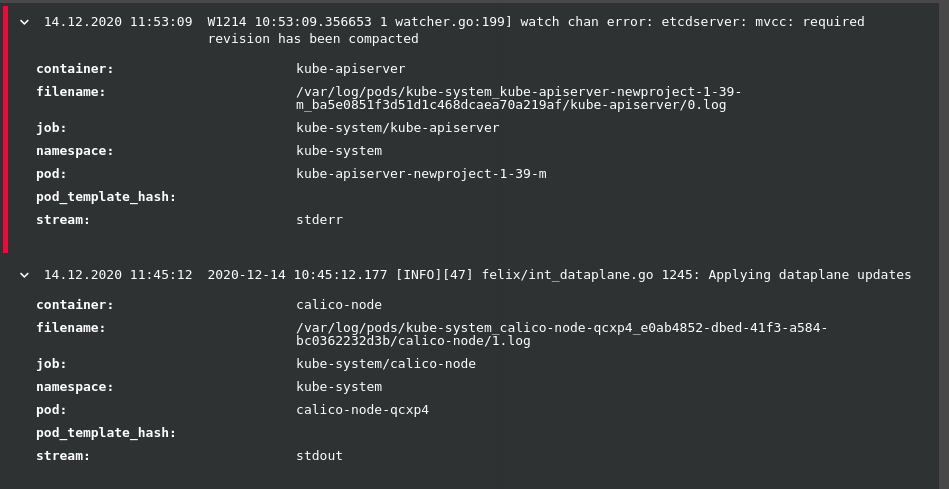 14.12.2020 11:53:09 W1214 10:53:09.356653 1 watcher.go:199] watch chan error: etcdserver: mvcc: required
revision has been compacted
container: kube-apiserver
filename: /var/log/pods/kube-system_kube-apiserver-newproject-1-39-
m_ba5e0851f3d51d1c468dcaea70a219af/kube-apiserver/0.log
job: kube-system/kube-apiserver
namespace: kube-system
pod: kube-apiserver-newproject-1-39-m
pod_template_hash:
stream: stderr
14.12.2020 11:45:12 2020-12-14 10:45:12.177 [INFO][47] felix/int_dataplane.go 1245: Applying dataplane updates
container: calico-node
filename: /var/log/pods/kube-system_calico-node-qcxp4_e0ab4852-dbed-41f3-a584-
bc0362232d3b/calico-node/1.log
job: kube-system/calico-node
namespace: kube-system
pod: calico-node-qcxp4
pod_template_hash:
stream: stdout